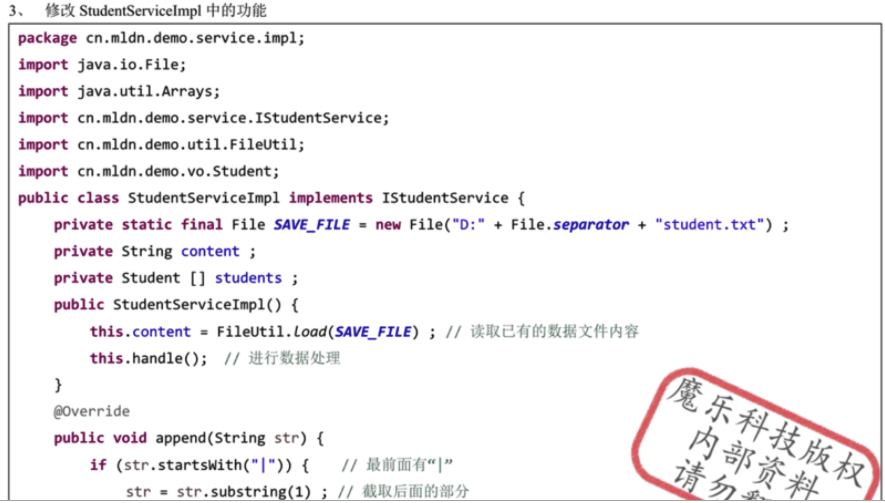 3、 修改 StudentServiceImpl 中的功能
package cn.mldn.demo.service.impl;
import java.io.File;
import java.util.Arrays;
import cn.mldn.demo.service.IStudentService;
import cn.mldn.demo.util.FileUtil;
import cn.mldn.demo.vo.Student;
public class StudentServiceImpl implements IStudentService {
    private static final File SAVE_FILE = new File("D:" + File.separator + "student.txt") ;
    private String content ;
    private Student [] students ;
    public StudentServiceImpl() {
        this.content = FileUtil.load(SAVE_FILE) ; // 读取已有的数据文件内容
        this.handle(); // 进行数据处理
    }
    @Override
    public void append(String str) {
        if (str.startsWith("|")) { // 最前面有“|”
            str = str.substring(1) ; // 截取后面的部分
魔乐科技版权
内部资料
请勿